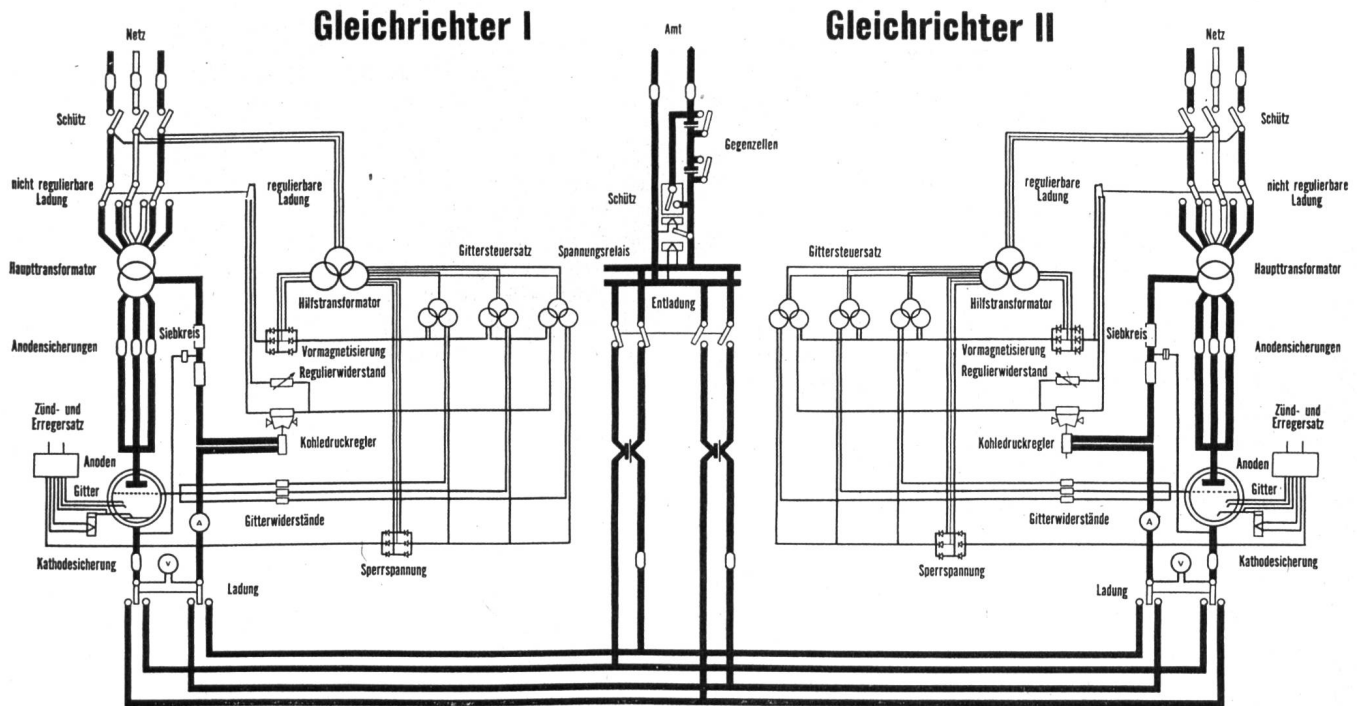 Gleichrichter I
Gleichrichter II
Netz
Amt
Netz
Schütz
Gegenzellen
Schütz
nicht regulierbare
Ladung
regulierbare
Ladung
Schütz
regulierbare
Ladung
nicht regulierbare
Ladung
Haupttransformator
Gittersteuersatz
Spannungsrelais
Gittersteuersatz
Haupttransformator
Hilfstransformator
Entladung
Hilfstransformator
Anodensicherungen
Siebkreis
Vormagnetisierung
Vormagnetisierung
Siebkreis
Anodensicherungen
Regulierwiderstand
Regulierwiderstand
Zünd- und
Erregersatz
Kohledruckregler
Kohledruckregler
Zünd- und
Erregersatz
Anoden
Anoden
Gitter
Gitter
Gitterwiderstände
Gitterwiderstände
A
A
Kathodesicherung
V
Sperrspannung
Sperrspannung
V
Kathodesicherung
Ladung
Ladung